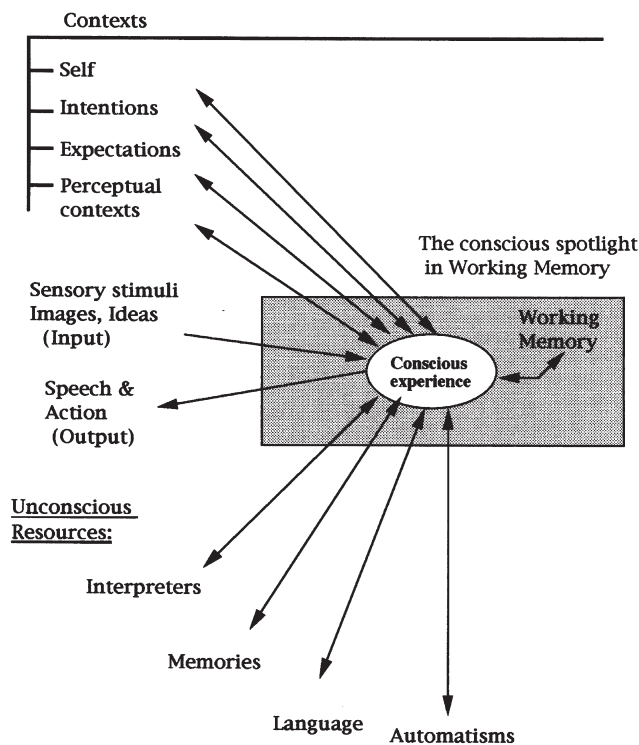 Contexts
Self
Intentions
Expectations
Perceptual
contexts
The conscious spotlight
in Working Memory
Sensory stimuli
Images, Ideas
(Input)
Working
Memory
Conscious
experience
Speech &
Action
(Output)
Unconscious
Resources:
Interpreters
Memories
Language
Automatisms